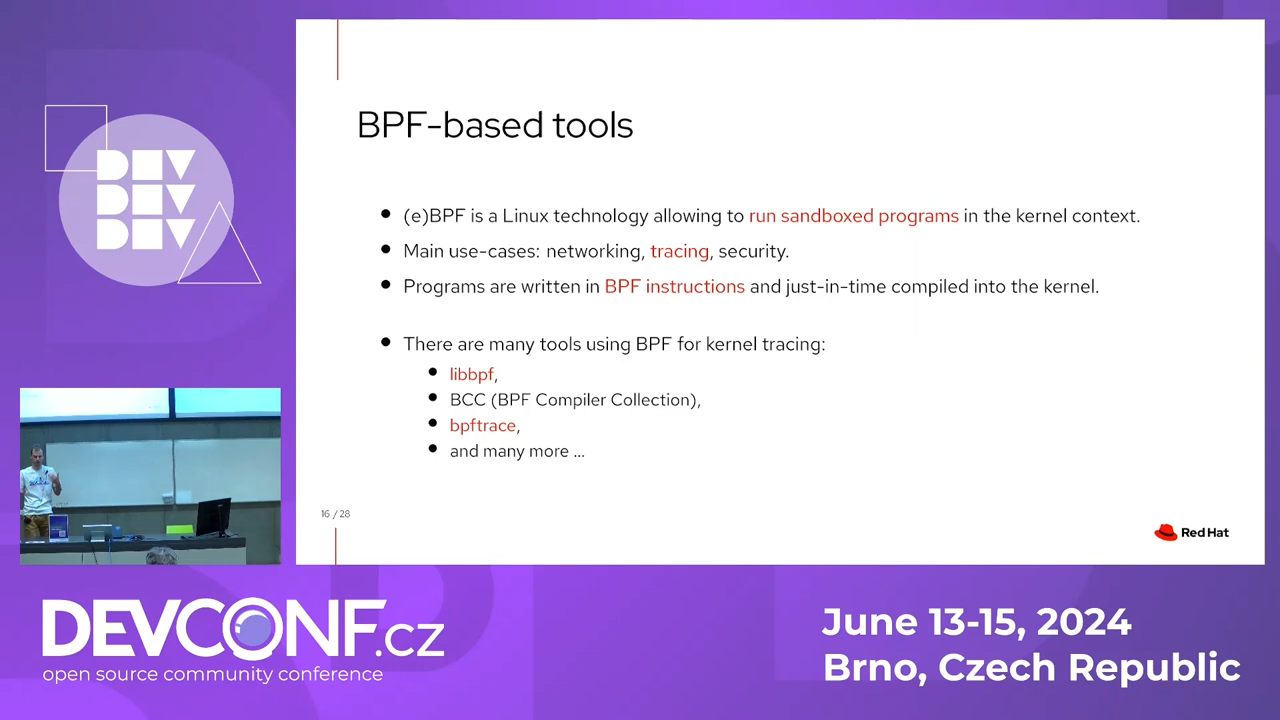 DEV
DEV
DEV
BPF-based tools
(e)BPF is a Linux technology allowing to run sandboxed programs in the kernel context.
Main use-cases: networking, tracing, security.
Programs are written in BPF instructions and just-in-time compiled into the kernel.
There are many tools using BPF for kernel tracing:
libbpf,
BCC (BPF Compiler Collection),
bpftrace,
and many more ...
16 / 28
Red Hat
DEVCONF.cz
open source community conference
June 13-15, 2024
Brno, Czech Republic